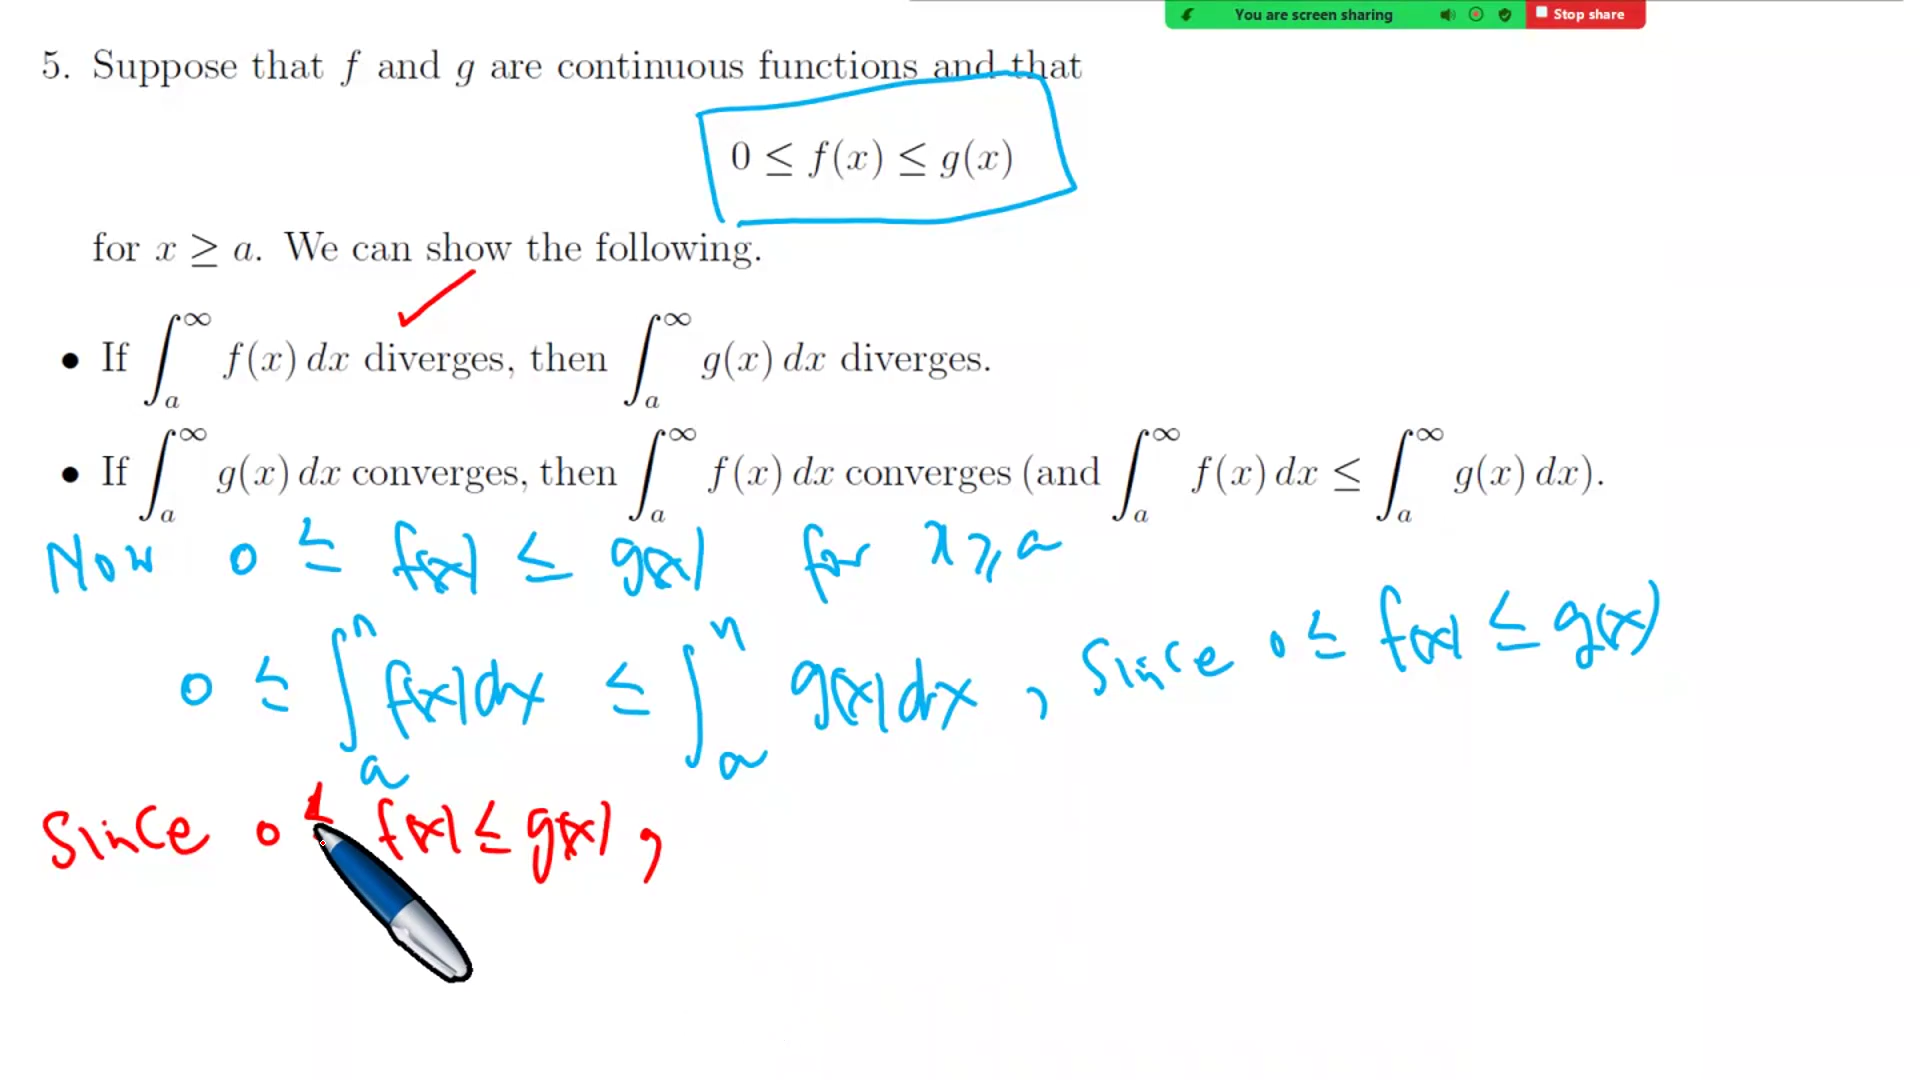 You are screen sharing Stop share
5. Suppose that f and g are continuous functions and that
0 ≤ f(x) ≤ g(x)
for x ≥ a. We can show the following.
• If ∫_a^∞ f(x) dx diverges, then ∫_a^∞ g(x) dx diverges.
• If ∫_a^∞ g(x) dx converges, then ∫_a^∞ f(x) dx converges (and ∫_a^∞ f(x) dx ≤ ∫_a^∞ g(x) dx).
Now 0 ≤ f(x) ≤ g(x) for x ≥ a
0 ≤ ∫_a^n f(x)dx ≤ ∫_a^n g(x)dx , Since 0 ≤ f(x) ≤ g(x)
Since 0 ≤ f(x) ≤ g(x) ,